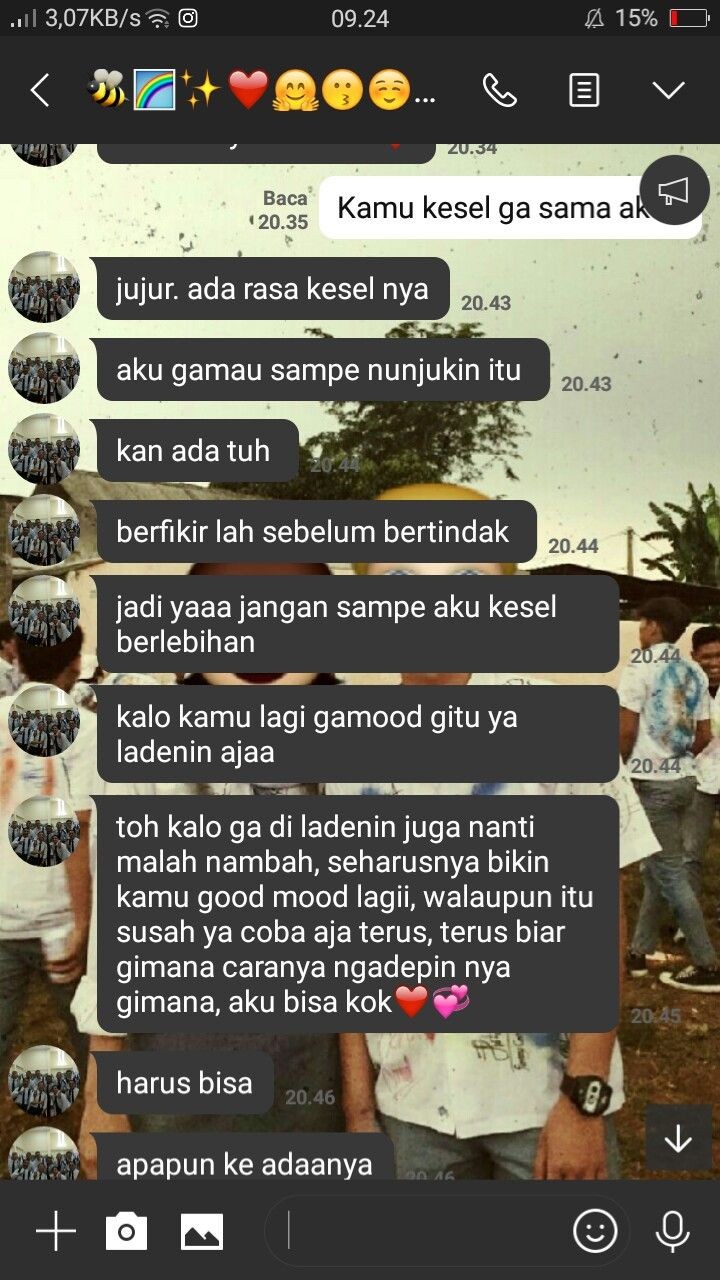 3,07KB/s
09.24
15%
20.34
Baca
20.35
Kamu kesel ga sama
jujur. ada rasa kesel nya
20.43
aku gamau sampe nunjukin itu
20.43
kan ada tuh
20.44
berfikir lah sebelum bertindak
20.44
jadi yaaa jangan sampe aku kesel
berlebihan
20.44
kalo kamu lagi gamood gitu ya
ladenin ajaa
20.44
toh kalo ga di ladenin juga nanti
malah nambah, seharusnya bikin
kamu good mood lagii, walaupun itu
susah ya coba aja terus, terus biar
gimana caranya ngadepin nya
gimana, aku bisa kok❤️💞
20.45
harus bisa
20.46
apapun ke adaanya
20.46